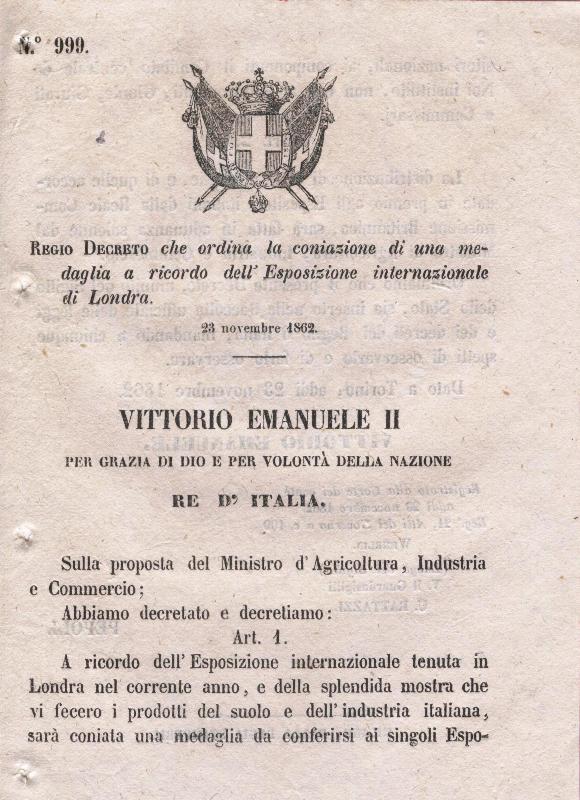 N.° 999.
REGIO DECRETO che ordina la coniazione di una me-
daglia a ricordo dell'Esposizione internazionale
di Londra.
23 novembre 1862.
VITTORIO EMANUELE II
PER GRAZIA DI DIO E PER VOLONTÀ DELLA NAZIONE
RE D'ITALIA.
Sulla proposta del Ministro d'Agricoltura, Industria
e Commercio;
Abbiamo decretato e decretiamo:
Art. 1.
A ricordo dell'Esposizione internazionale tenuta in
Londra nel corrente anno, e della splendida mostra che
vi fecero i prodotti del suolo e dell'industria italiana,
sarà coniata una medaglia da conferirsi ai singoli Espo-